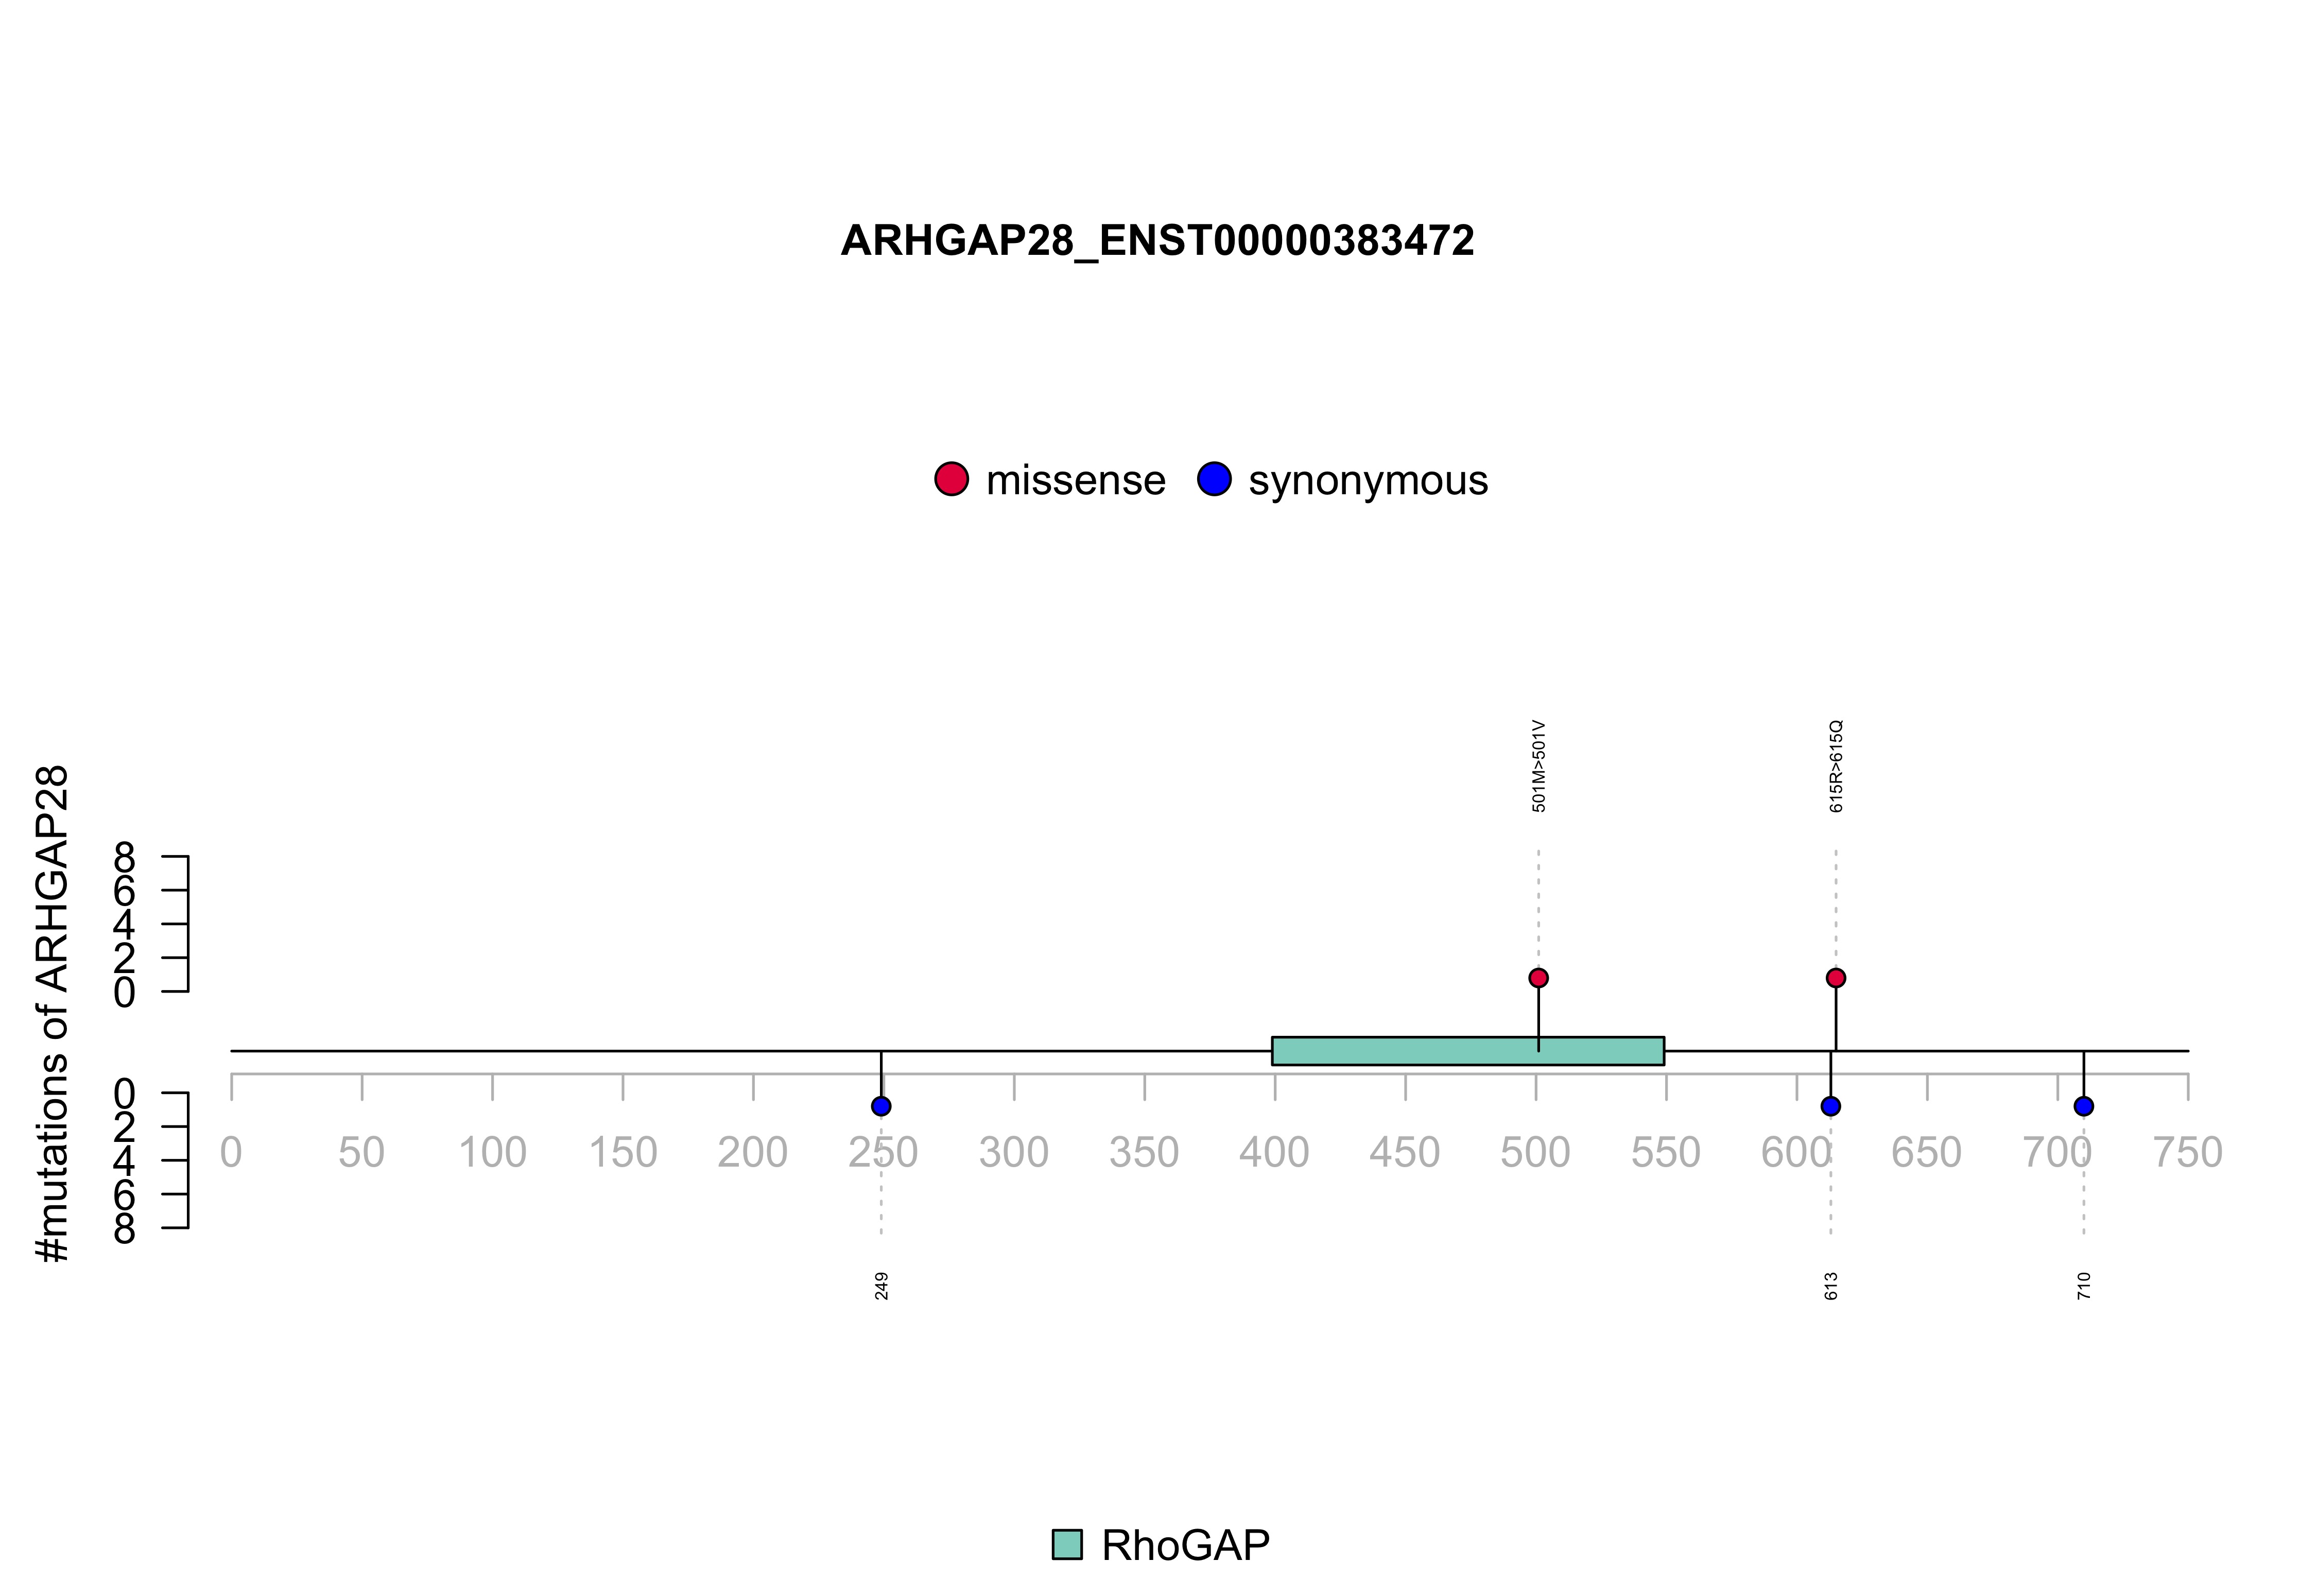 ARHGAP28_ENST00000383472
missense synonymous
501M>501V 615R>615Q
#mutations of ARHGAP28
8
6
4
2
0
0
2
4
6
8
0 50 100 150 200 250 300 350 400 450 500 550 600 650 700 750
249 613 710
RhoGAP